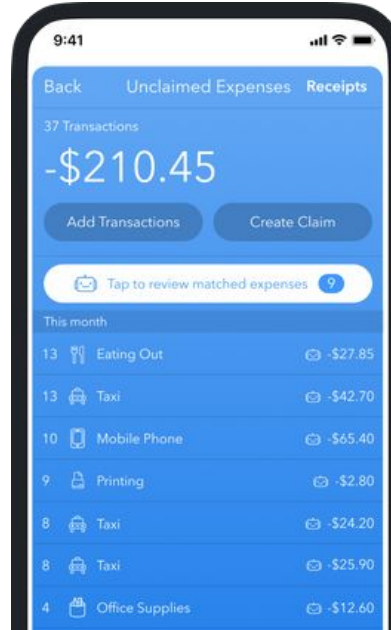 9:41
Back Unclaimed Expenses Receipts
37 Transactions
-$210.45
Add Transactions Create Claim
Tap to review matched expenses 9
This month
13 Eating Out -$27.85
13 Taxi -$42.70
10 Mobile Phone -$65.40
9 Printing -$2.80
8 Taxi -$24.20
8 Taxi -$25.90
4 Office Supplies -$12.60